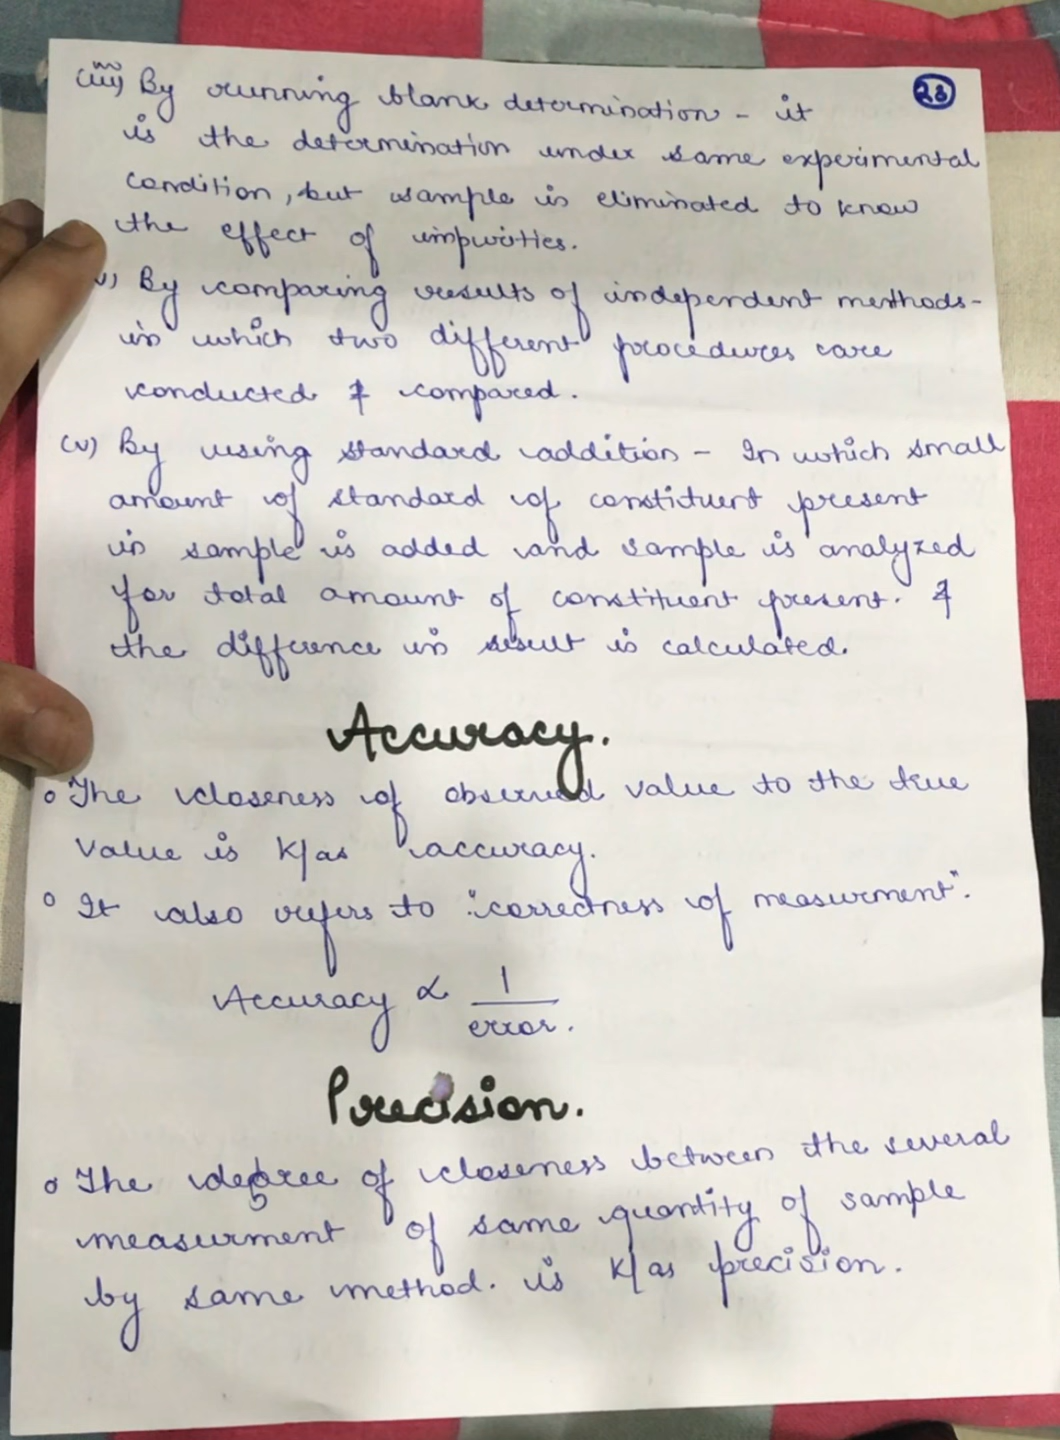 23
(iii) By running blank determination - it
is the determination under same experimental
condition, but sample is eliminated to know
the effect of impurities.
v) By comparing results of independent methods-
in which two different procedures are
conducted & compared.
(v) By using standard addition - In which small
amount of standard of constituent present
in sample is added and sample is analyzed
for total amount of constituent present. &
the difference in result is calculated.
Accuracy.
o The closeness of observed value to the true
value is k/as accuracy.
o It also refers to "correctness of measurment".
Accuracy ∝ 1/error.
Precision.
o The degree of closeness between the several
measurment of same quantity of sample
by same method. is k/as precision.